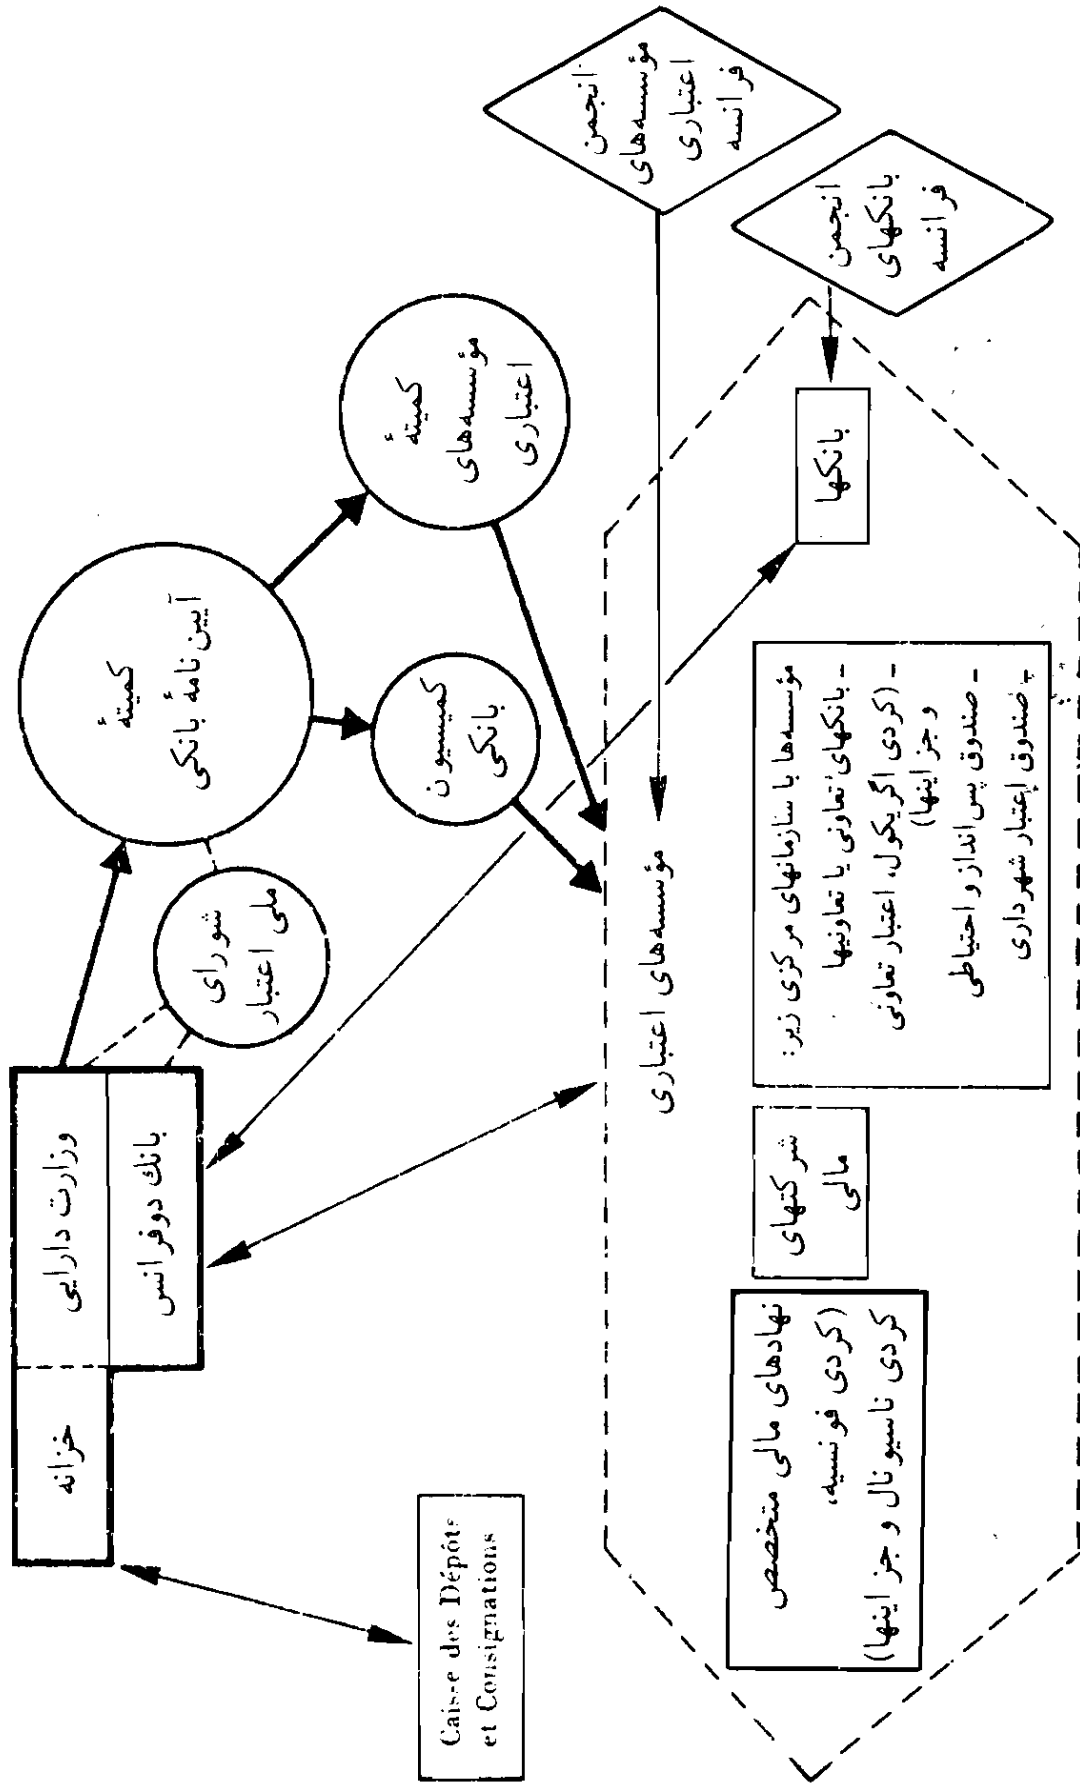 خزانه
وزارت دارایی
بانك دوفرانس
Caisse des Dépôts
et Consignations
شورای
ملی اعتبار
کمیتهٔ
آیین نامهٔ بانکی
کمیسیون
بانکی
کمیتهٔ
مؤسسه‌های
اعتباری
انجمن
مؤسسه‌های
اعتباری
فرانسه
انجمن
بانکهای
فرانسه
مؤسسه‌های اعتباری
بانکها
مؤسسه‌ها با سازمانهای مرکزی زیر:
- بانکهای تعاونی یا تعاونیها
- (کردی اگریکول، اعتبار تعاونی
و جز اینها)
- صندوق پس‌انداز و احتیاطی
- صندوق اعتبار شهرداری
شرکتهای
مالی
نهادهای مالی متخصص
(کردی فونسیه،
کردی ناسیونال و جز اینها)